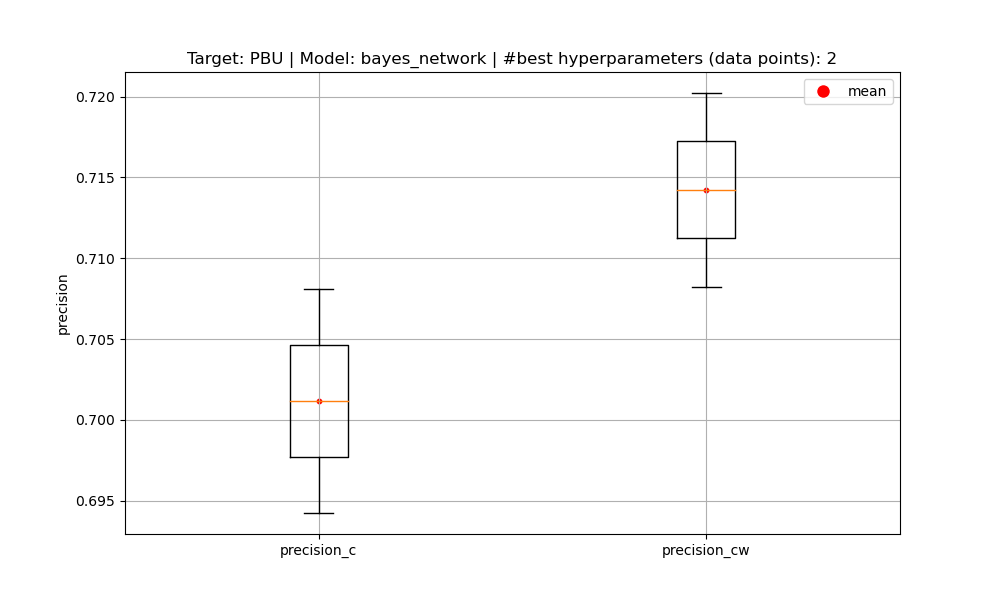 Target: PBU | Model: bayes_network | #best hyperparameters (data points): 2
mean
0.720
0.715
0.710
0.705
0.700
0.695
precision
precision_c
precision_cw